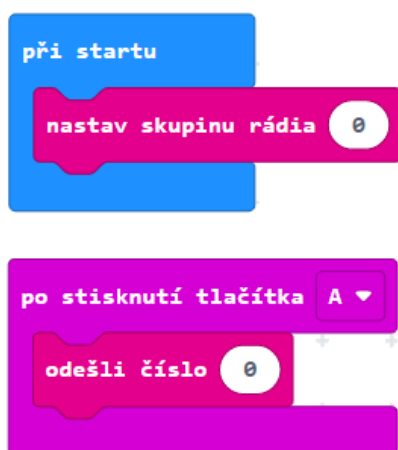 při startu
nastav skupinu rádia 0
po stisknutí tlačítka A
odešli číslo 0